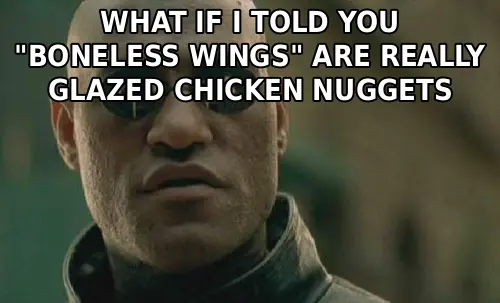 WHAT IF I TOLD YOU
"BONELESS WINGS" ARE REALLY
GLAZED CHICKEN NUGGETS